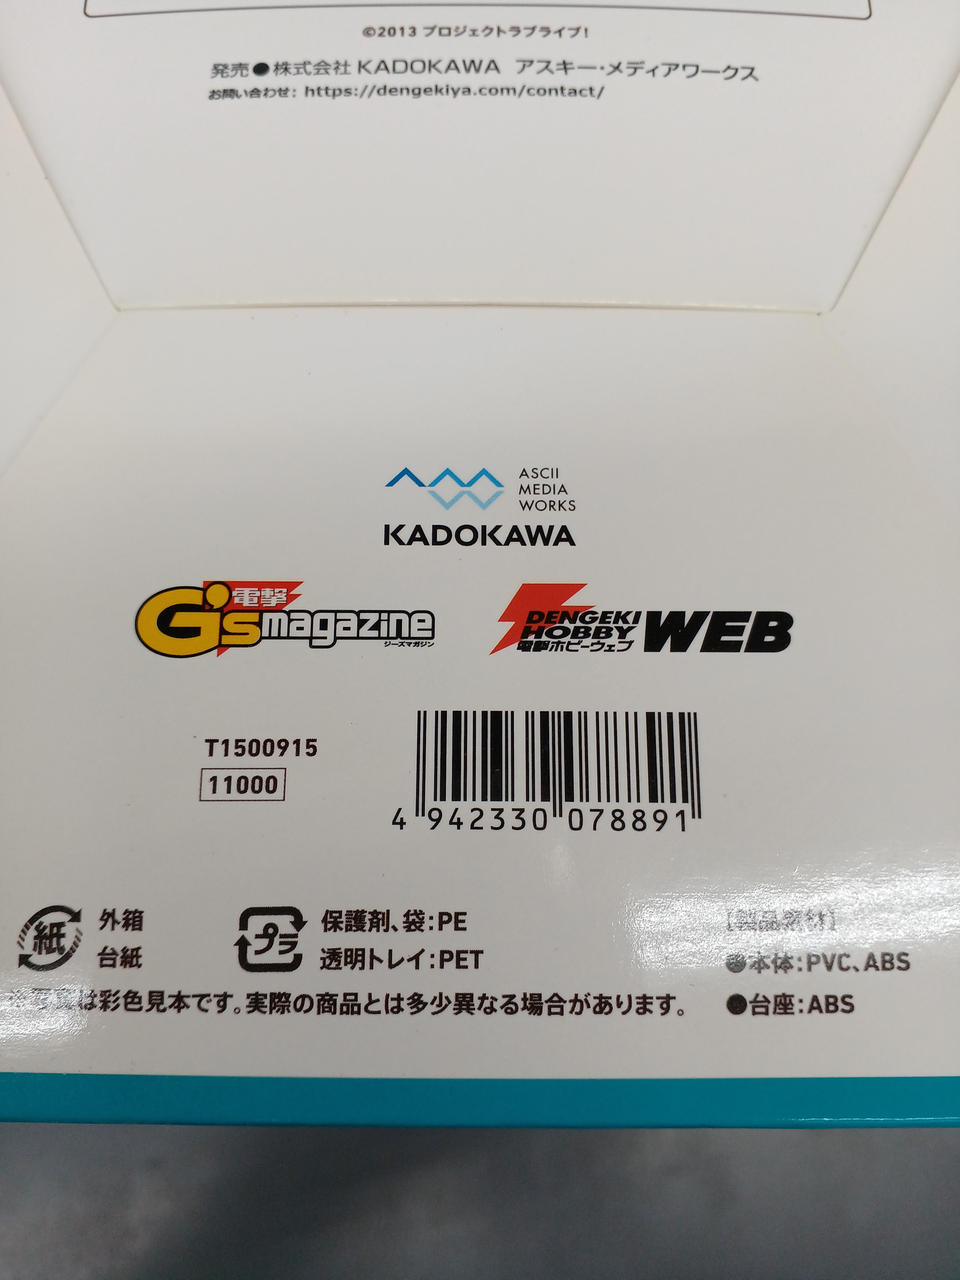 ©2013 プロジェクトラブライブ!
発売●株式会社 KADOKAWA アスキー・メディアワークス
お問い合わせ: https://dengekiya.com/contact/
ASCII
MEDIA
WORKS
KADOKAWA
電撃
G'smagazine
ジーズマガジン
DENGEKI
HOBBY
WEB
電撃ホビーウェブ
T1500915
11000
4 942330 078891
紙
外箱
台紙
プラ
保護剤、袋:PE
透明トレイ:PET
【製品素材】
●本体:PVC、ABS
●台座:ABS
は彩色見本です。実際の商品とは多少異なる場合があります。